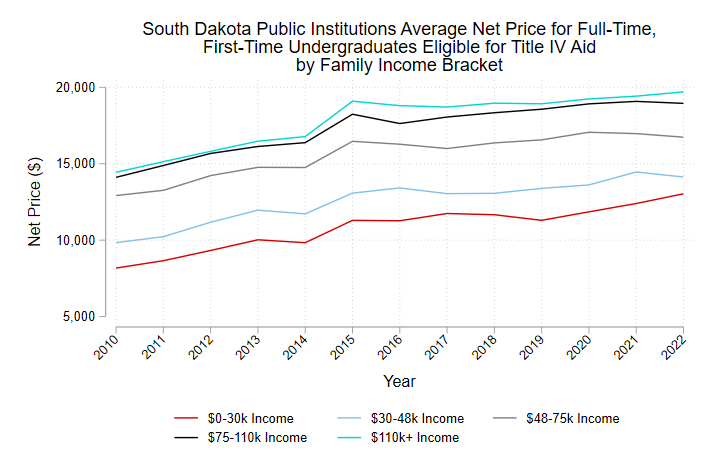 South Dakota Public Institutions Average Net Price for Full-Time,
First-Time Undergraduates Eligible for Title IV Aid
by Family Income Bracket
Net Price ($)
20,000
15,000
10,000
5,000
2010
2011
2012
2013
2014
2015
2016
2017
2018
2019
2020
2021
2022
Year
$0-30k Income
$30-48k Income
$48-75k Income
$75-110k Income
$110k+ Income